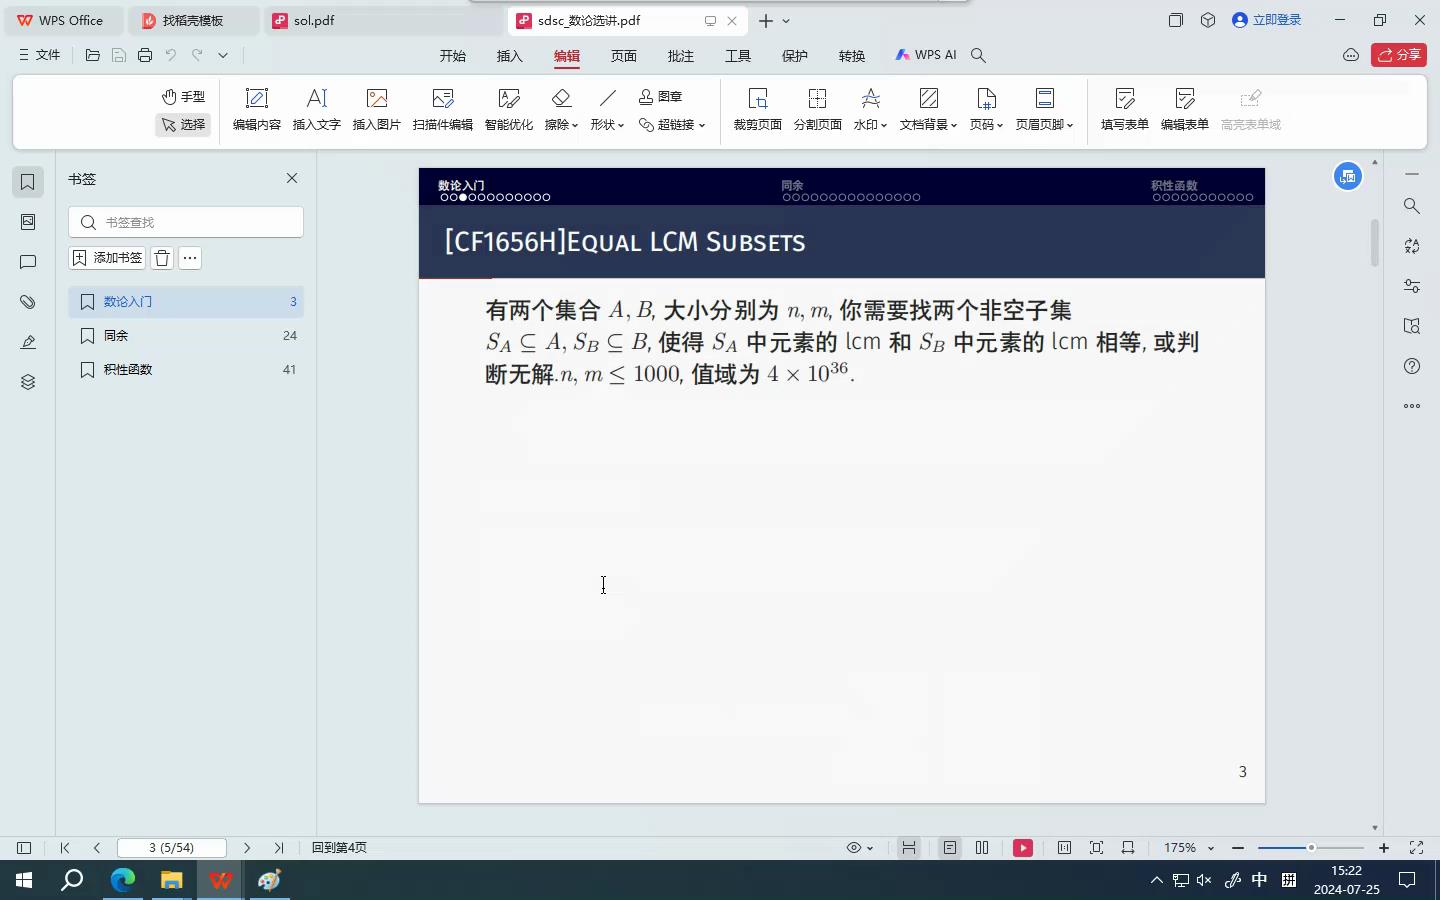 WPS Office
找稻壳模板
sol.pdf
sdsc_数论选讲.pdf
立即登录
文件
开始
插入
编辑
页面
批注
工具
保护
转换
WPS AI
分享
手型
选择
编辑内容
插入文字
插入图片
扫描件编辑
智能优化
擦除
形状
图章
超链接
裁剪页面
分割页面
水印
文档背景
页码
页眉页脚
填写表单
编辑表单
高亮表单域
书签
书签查找
添加书签
数论入门 3
同余 24
积性函数 41
数论入门
同余
积性函数
[CF1656H]Equal LCM Subsets
有两个集合 A, B, 大小分别为 n, m, 你需要找两个非空子集
S_A ⊆ A, S_B ⊆ B, 使得 S_A 中元素的 lcm 和 S_B 中元素的 lcm 相等, 或判
断无解.n, m ≤ 1000, 值域为 4 × 10^36.
3
3 (5/54)
回到第4页
175%
中
拼
15:22
2024-07-25